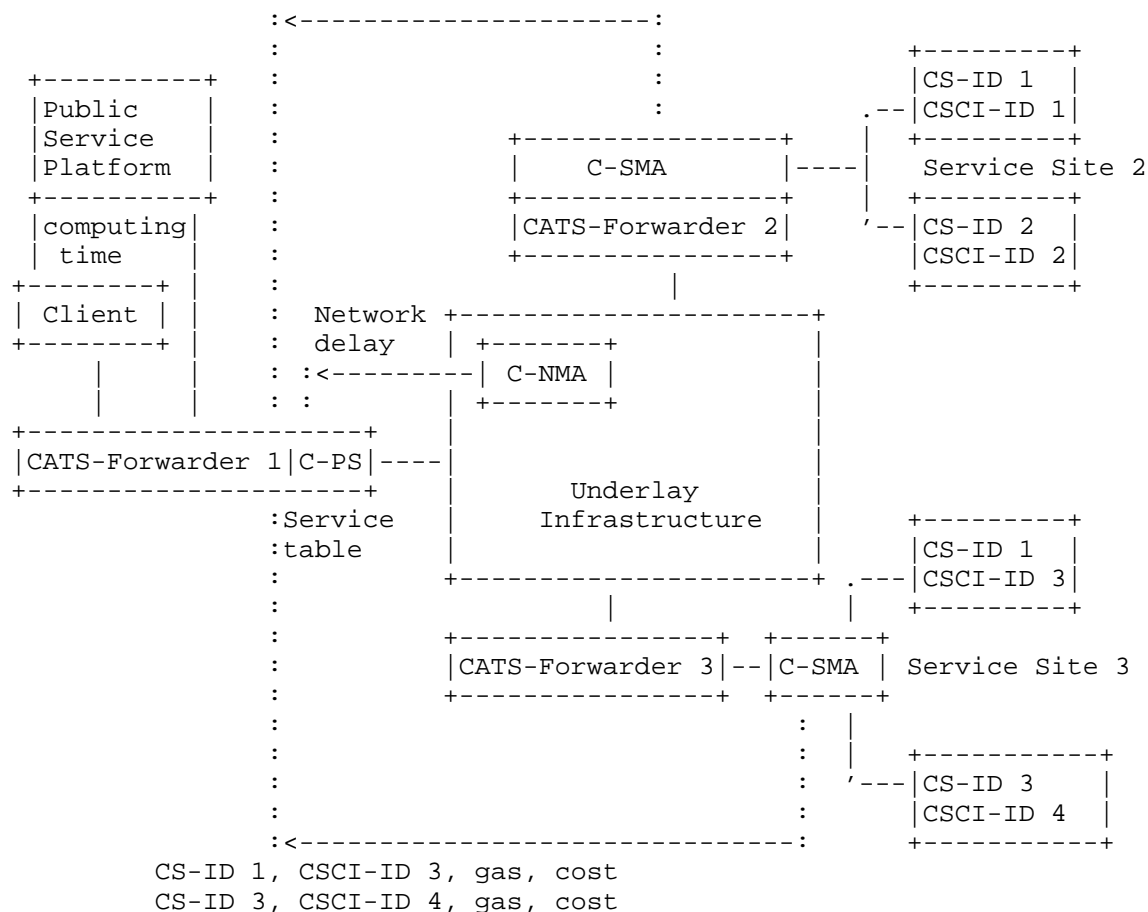 CS-ID 1
Public CSCI-ID 1
Service
Platform C-SMA Service Site 2
computing CATS-Forwarder 2 CS-ID 2
time CSCI-ID 2
Client Network
delay
C-NMA
CATS-Forwarder 1 C-PS
Underlay
Service Infrastructure
table CS-ID 1
CSCI-ID 3
CATS-Forwarder 3 C-SMA Service Site 3
CS-ID 3
CSCI-ID 4
CS-ID 1, CSCI-ID 3, gas, cost
CS-ID 3, CSCI-ID 4, gas, cost